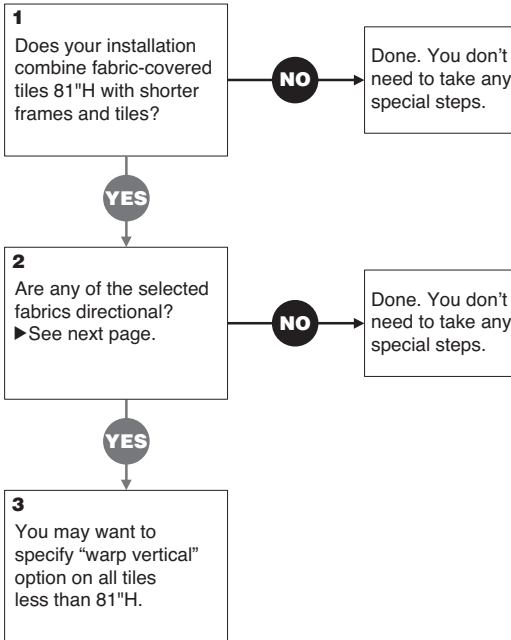 1
Does your installation
combine fabric-covered
tiles 81"H with shorter
frames and tiles?
NO
Done. You don't
need to take any
special steps.
YES
2
Are any of the selected
fabrics directional?
▶See next page.
NO
Done. You don't
need to take any
special steps.
YES
3
You may want to
specify “warp vertical”
option on all tiles
less than 81"H.